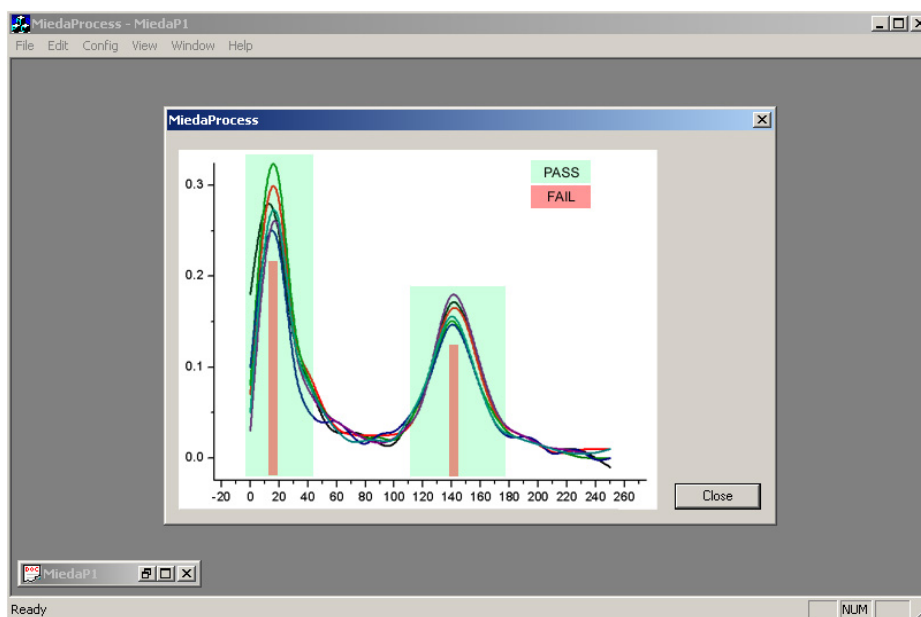 MiedaProcess - MiedaP1
File Edit Config View Window Help
MiedaProcess
PASS
FAIL
0.3
0.2
0.1
0.0
-20 0 20 40 60 80 100 120 140 160 180 200 220 240 260
Close
DOC MiedaP1
Ready NUM